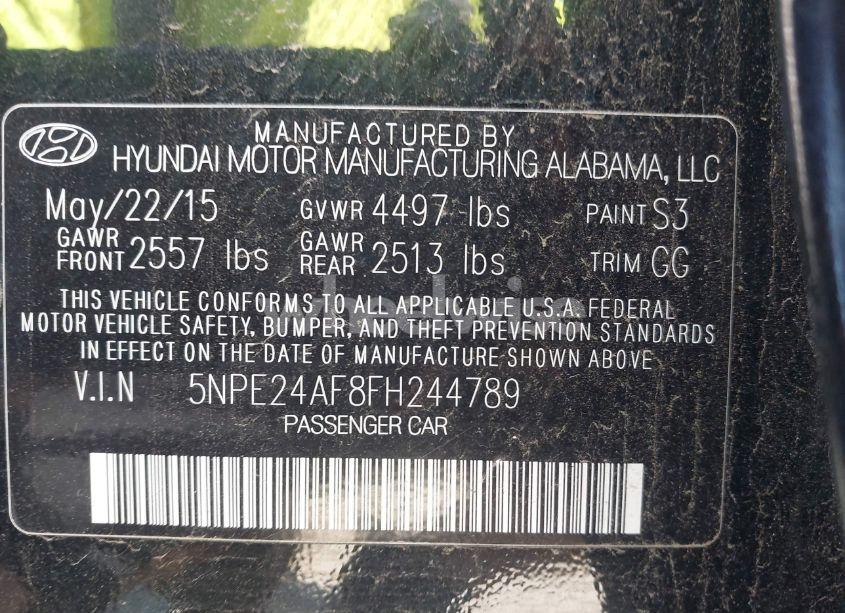 MANUFACTURED BY
HYUNDAI MOTOR MANUFACTURING ALABAMA, LLC
May/22/15 GVWR 4497 lbs PAINT S3
GAWR FRONT 2557 lbs GAWR REAR 2513 lbs TRIM GG
THIS VEHICLE CONFORMS TO ALL APPLICABLE U.S.A. FEDERAL
MOTOR VEHICLE SAFETY, BUMPER, AND THEFT PREVENTION STANDARDS
IN EFFECT ON THE DATE OF MANUFACTURE SHOWN ABOVE
V.I.N 5NPE24AF8FH244789
PASSENGER CAR